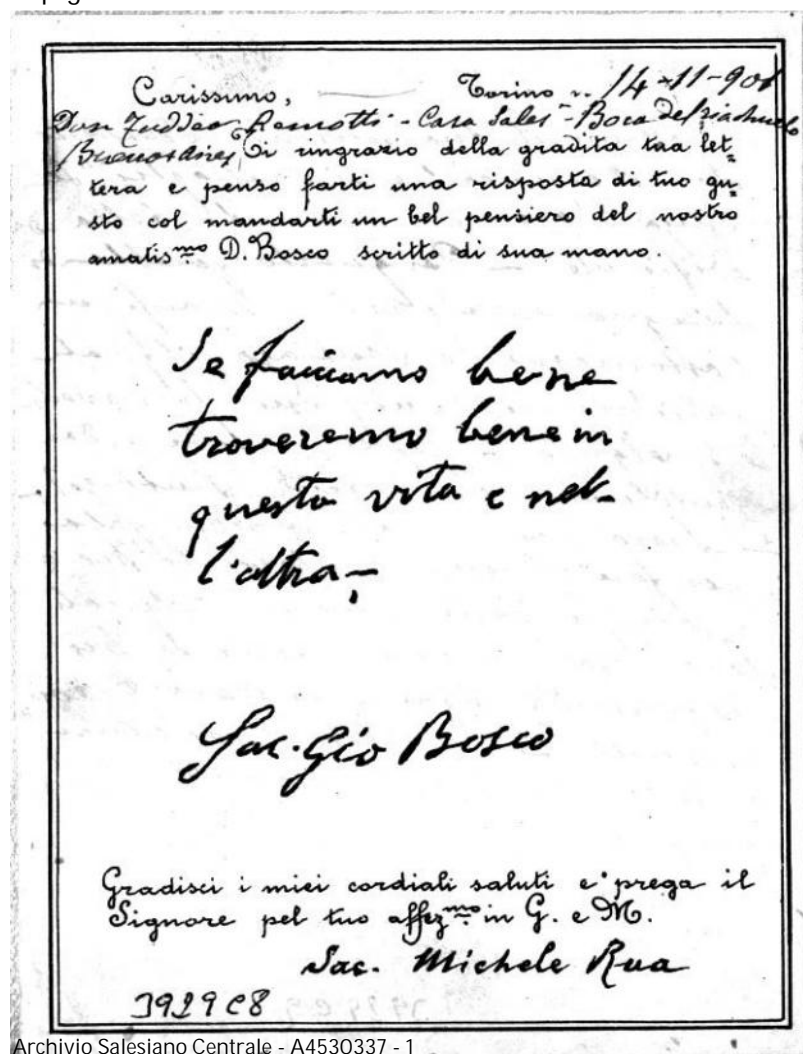 Carissimo, Torino, 14-11-901
Don Taddeo Remotti - Casa Sales - Boca del riachuelo
Buenos Aires Ti ringrazio della gradita tua let-
tera e penso farti una risposta di tuo gu-
sto col mandarti un bel pensiero del nostro
amatis.mo D. Bosco scritto di sua mano.
Se facciamo bene
troveremo bene in
questa vita e nel-
l'altra -
Sac. Gio Bosco
Gradisci i miei cordiali saluti e prega il
Signore pel tuo affez.mo in G. e M.
Sac. Michele Rua
3929C8
Archivio Salesiano Centrale - A4530337 - 1